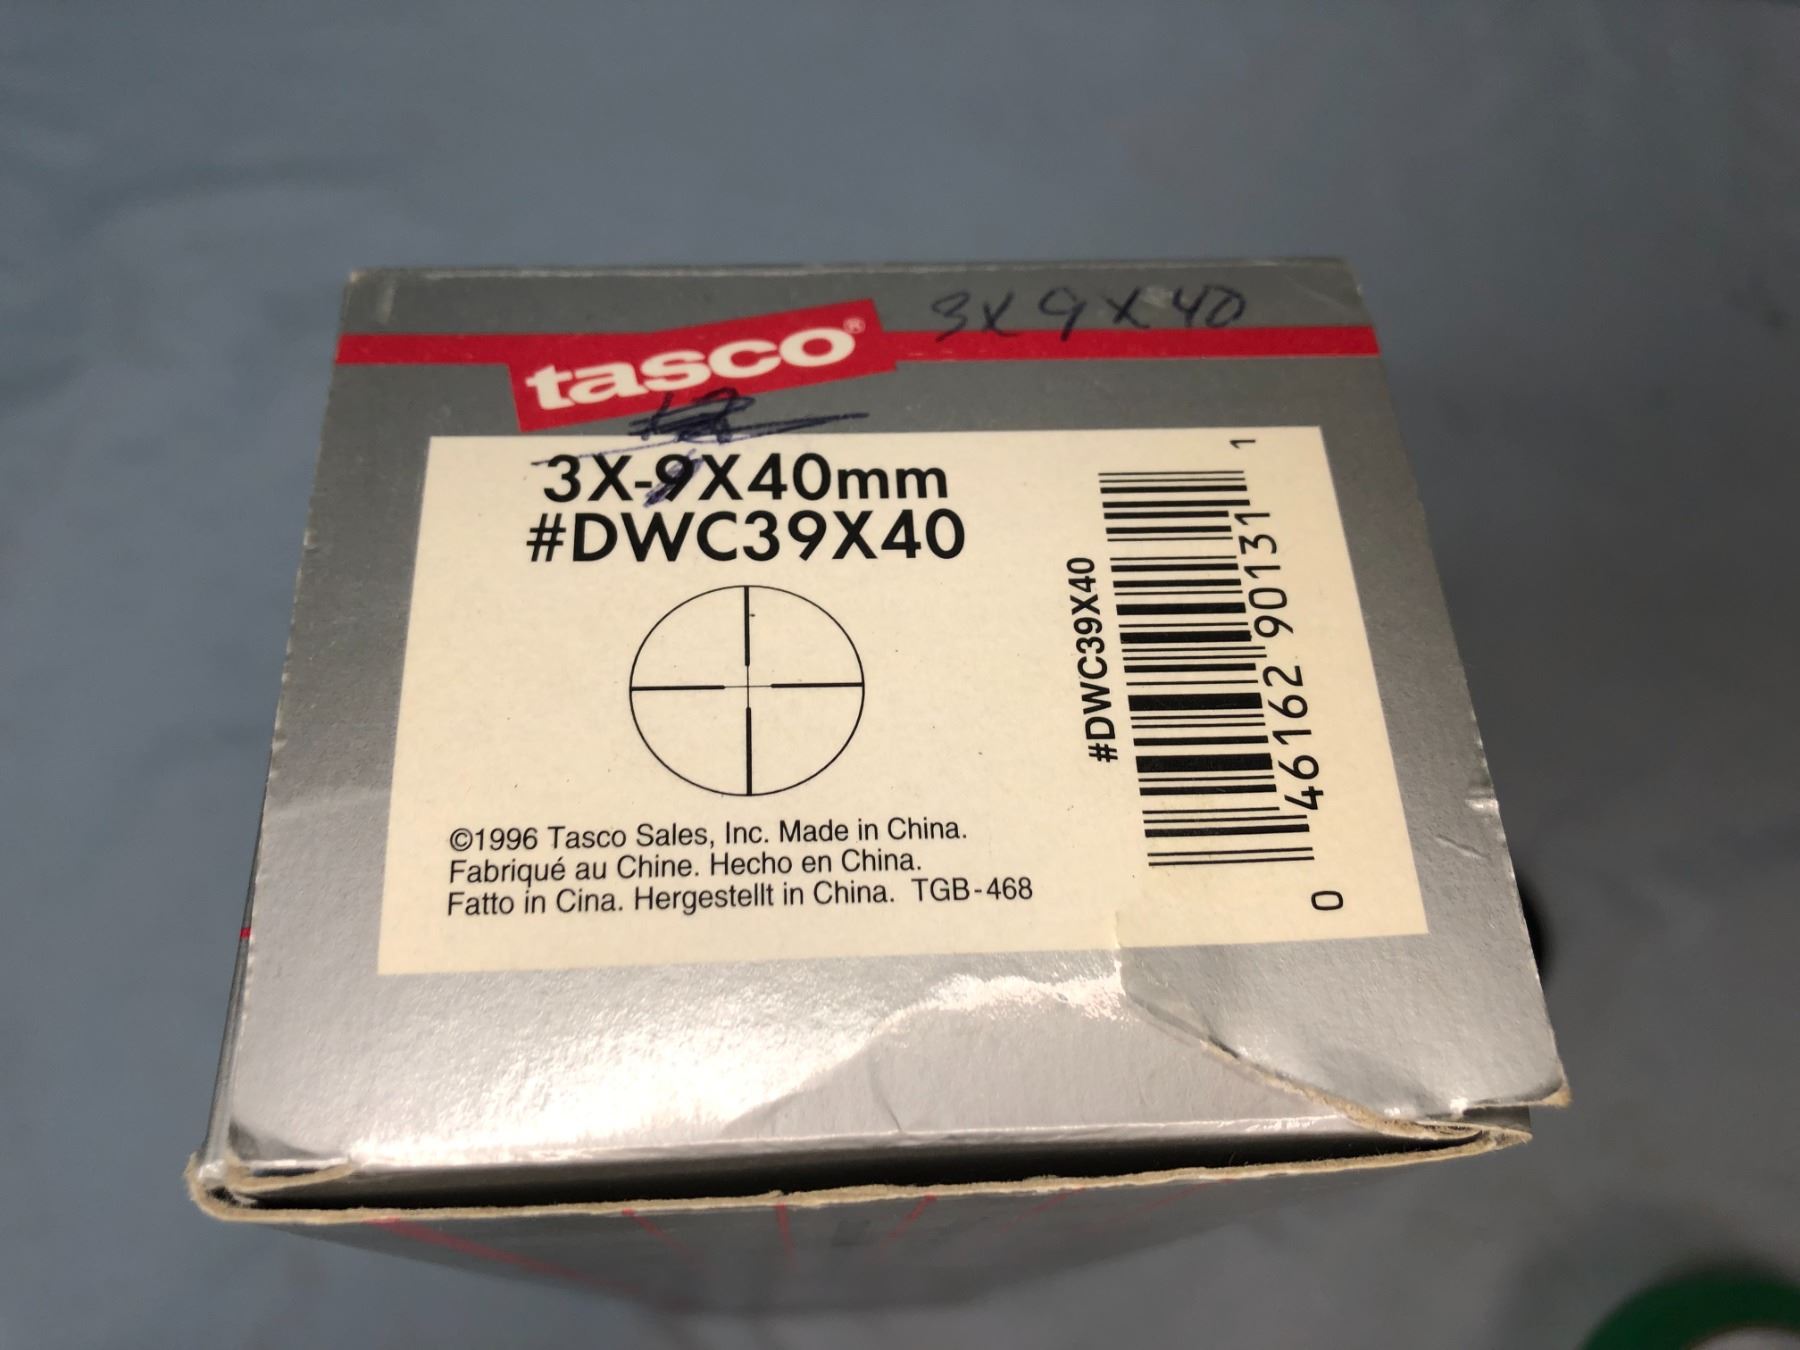 tasco®
3X9X40
3X-9X40mm
#DWC39X40
#DWC39X40
0 46162 90131 1
©1996 Tasco Sales, Inc. Made in China.
Fabriqué au Chine. Hecho en China.
Fatto in Cina. Hergestellt in China. TGB-468